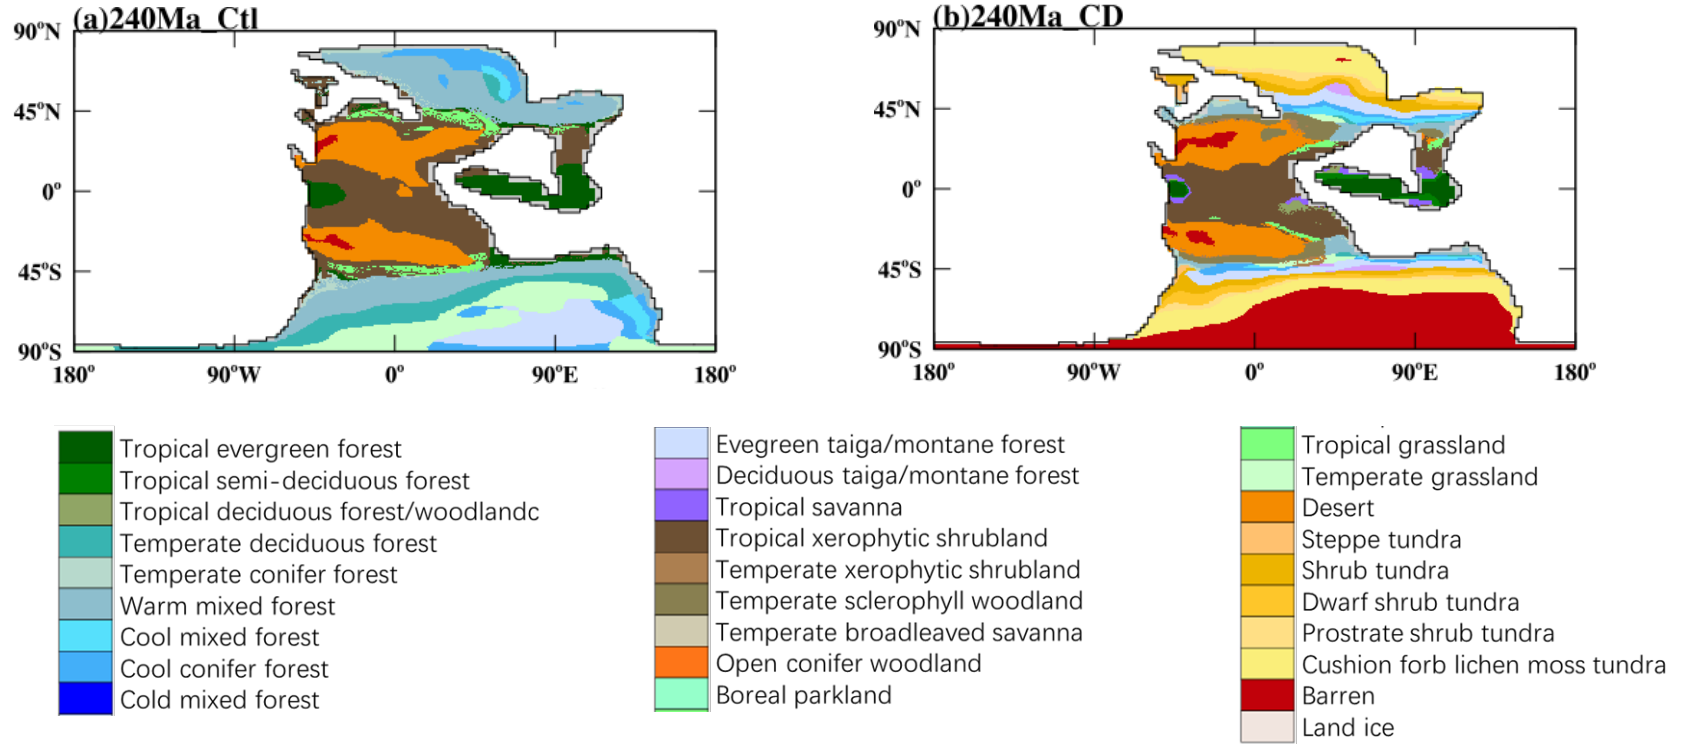 (a)240Ma_Ctl
90°N
45°N
0°
45°S
90°S
180°
90°W
0°
90°E
180°
(b)240Ma_CD
90°N
45°N
0°
45°S
90°S
180°
90°W
0°
90°E
180°
Tropical evergreen forest
Tropical semi-deciduous forest
Tropical deciduous forest/woodlandc
Temperate deciduous forest
Temperate conifer forest
Warm mixed forest
Cool mixed forest
Cool conifer forest
Cold mixed forest
Evegreen taiga/montane forest
Deciduous taiga/montane forest
Tropical savanna
Tropical xerophytic shrubland
Temperate xerophytic shrubland
Temperate sclerophyll woodland
Temperate broadleaved savanna
Open conifer woodland
Boreal parkland
Tropical grassland
Temperate grassland
Desert
Steppe tundra
Shrub tundra
Dwarf shrub tundra
Prostrate shrub tundra
Cushion forb lichen moss tundra
Barren
Land ice